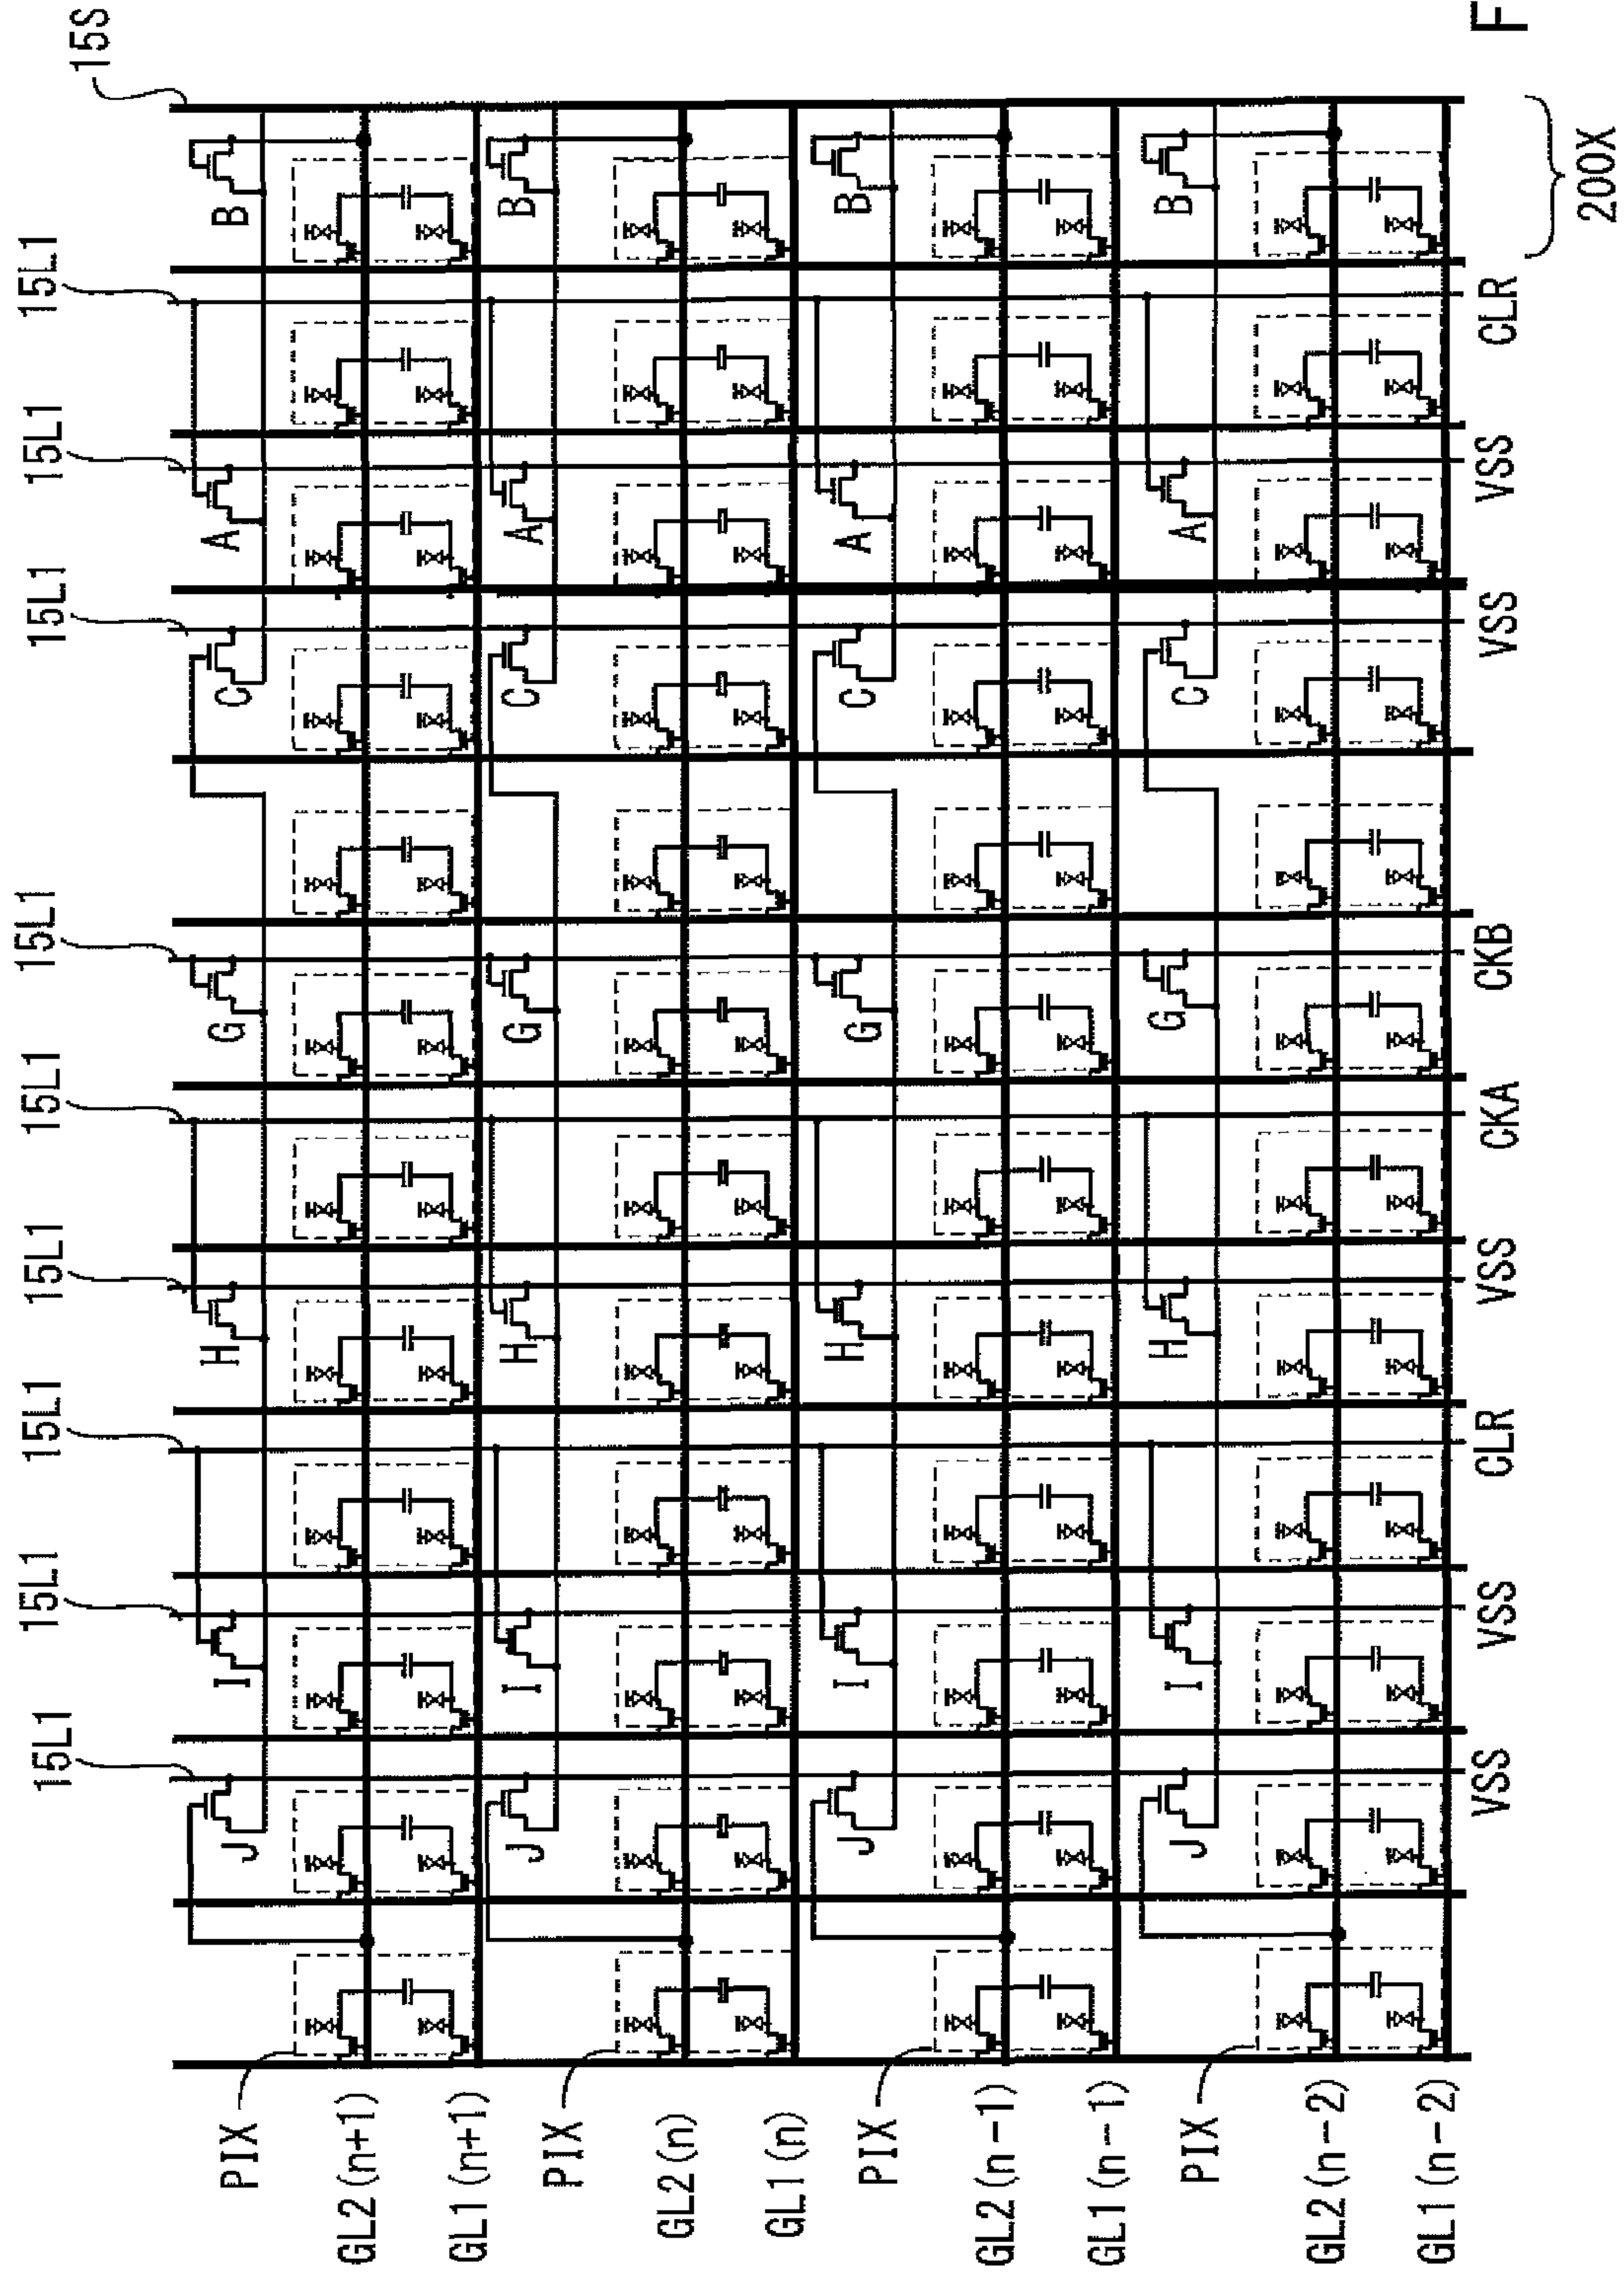 15L1 15L1 15L1 15L1 15L1 15L1 15L1 15L1 15L1 15S
PIX J I H G C A B
GL2(n+1)
GL1(n+1)
PIX J I H G C A B
GL2(n)
GL1(n)
PIX J I H G C A B
GL2(n-1)
GL1(n-1)
PIX J I H G C A B
GL2(n-2)
GL1(n-2)
VSS VSS CLR VSS CKA CKB VSS VSS CLR
200X
F